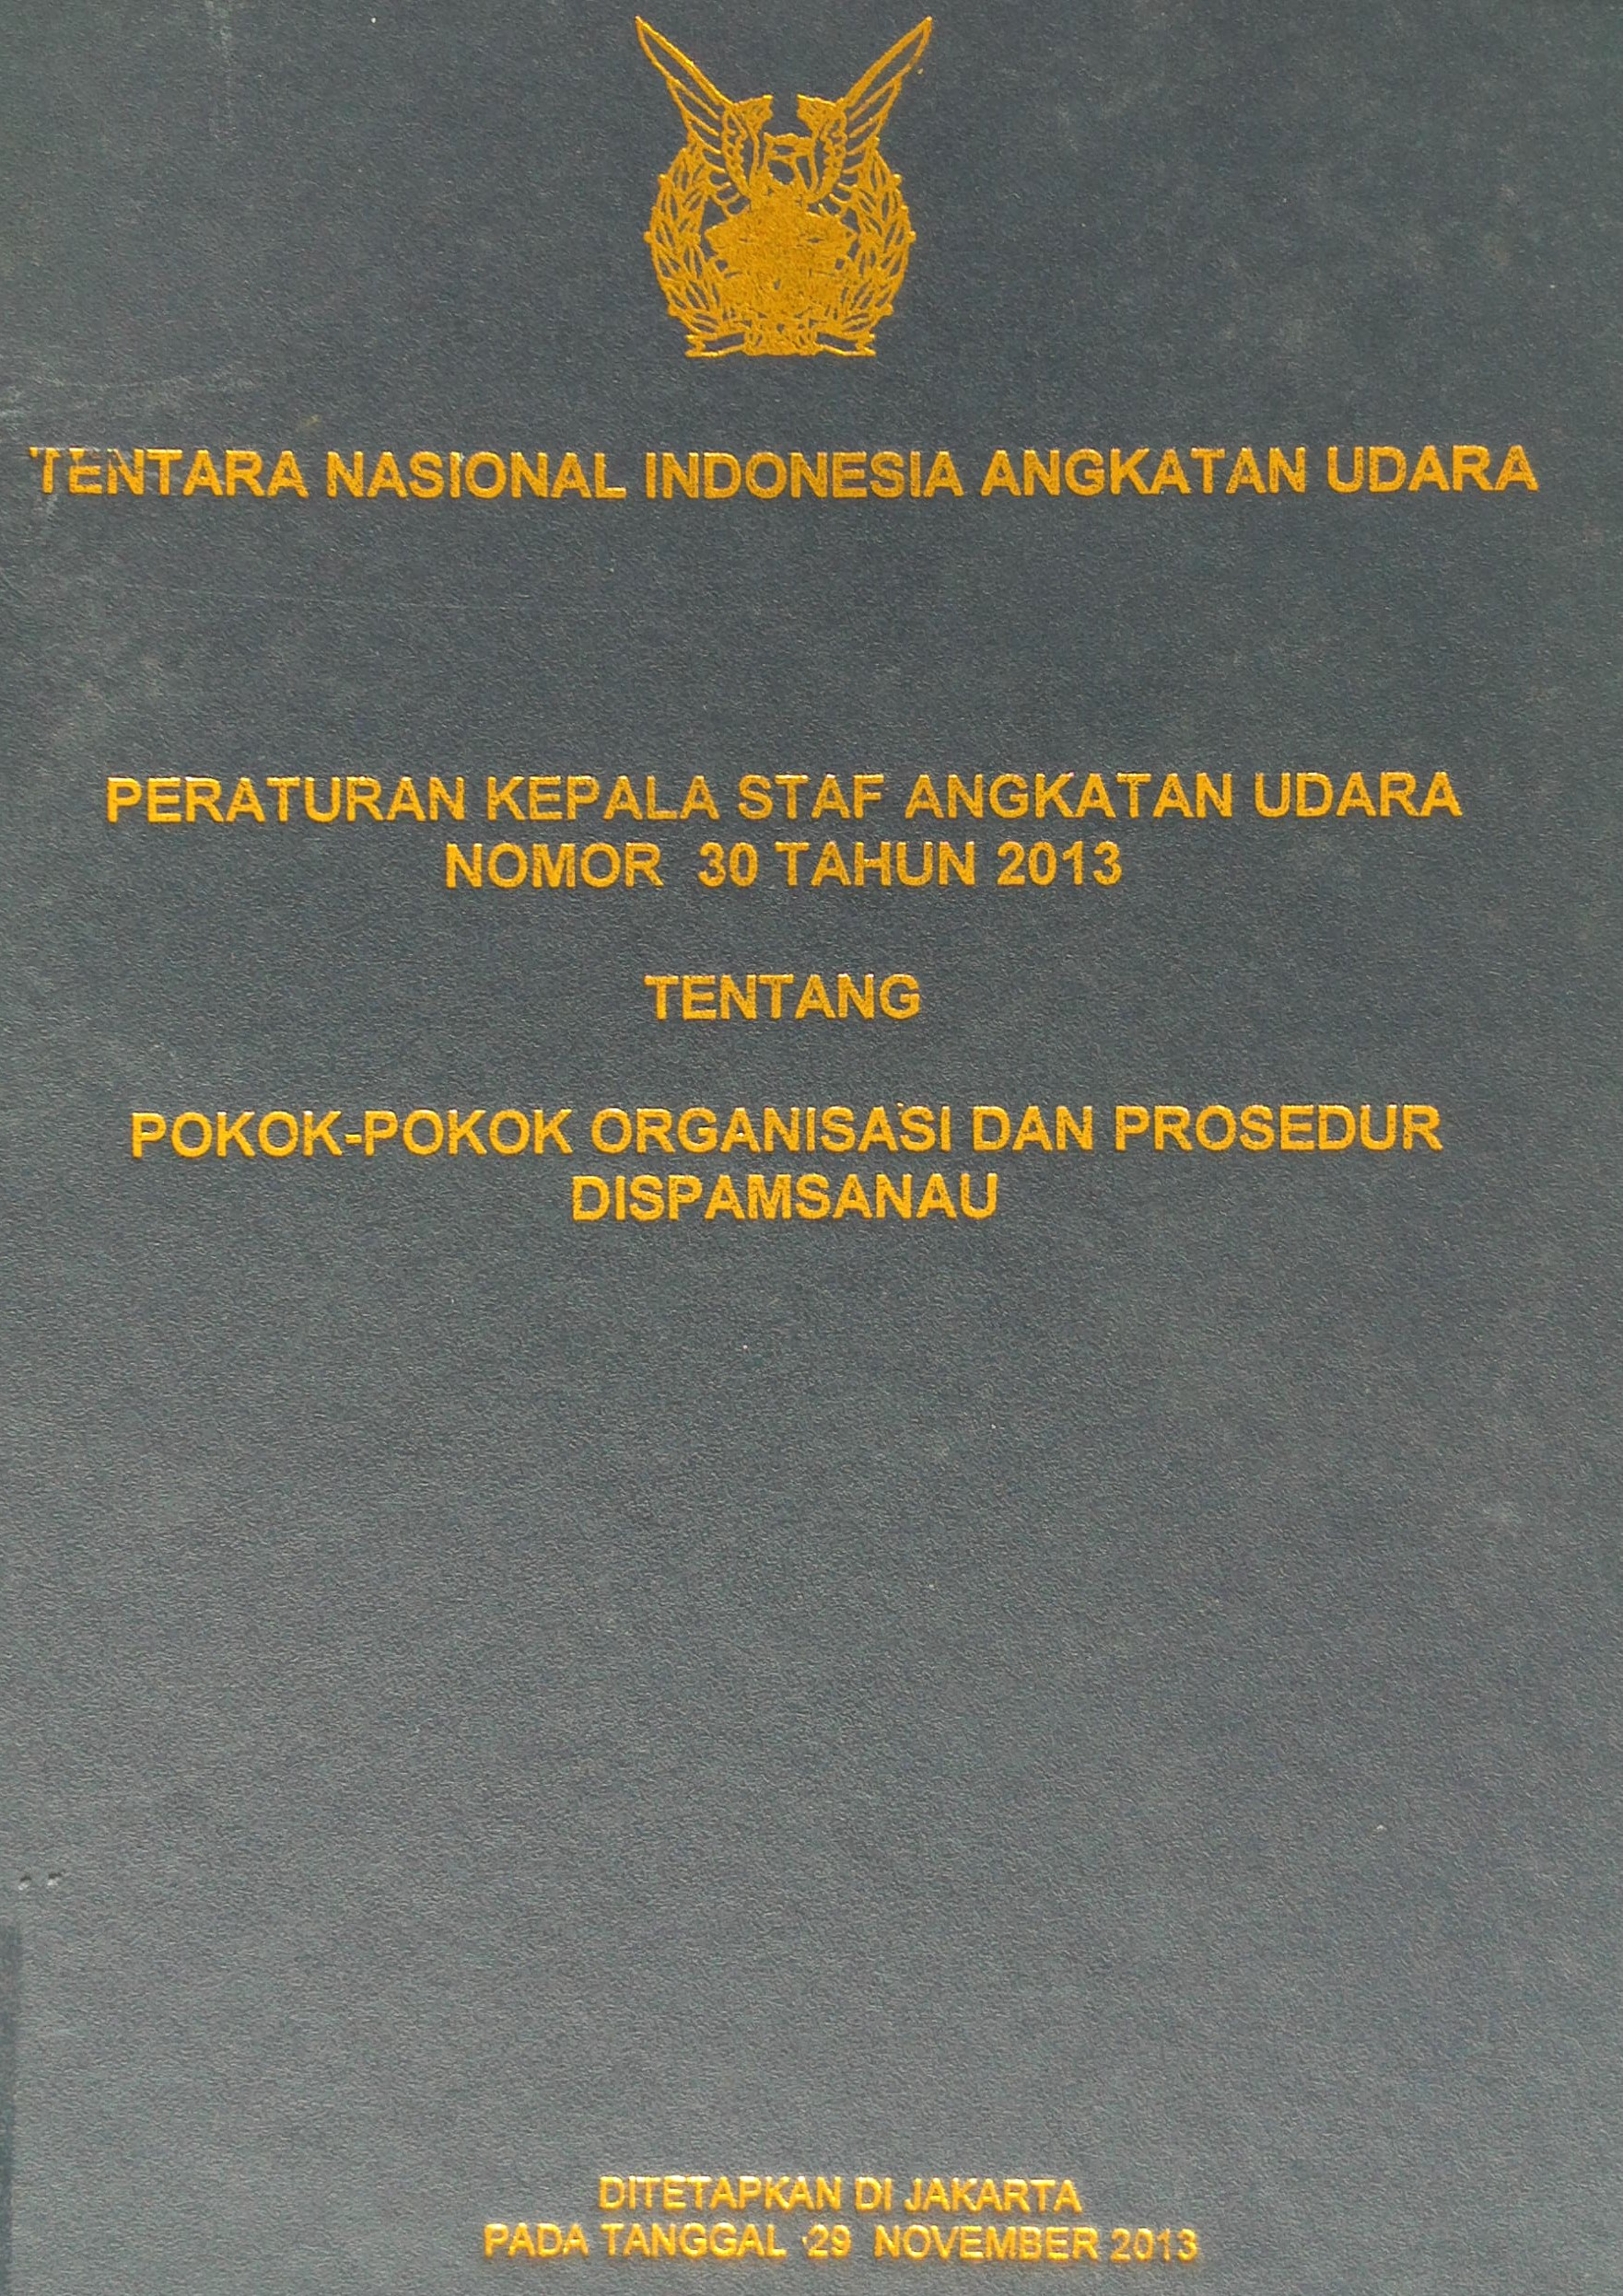 TENTARA NASIONAL INDONESIA ANGKATAN UDARA
PERATURAN KEPALA STAF ANGKATAN UDARA
NOMOR 30 TAHUN 2013
TENTANG
POKOK-POKOK ORGANISASI DAN PROSEDUR
DISPAMSANAU
DITETAPKAN DI JAKARTA
PADA TANGGAL 29 NOVEMBER 2013